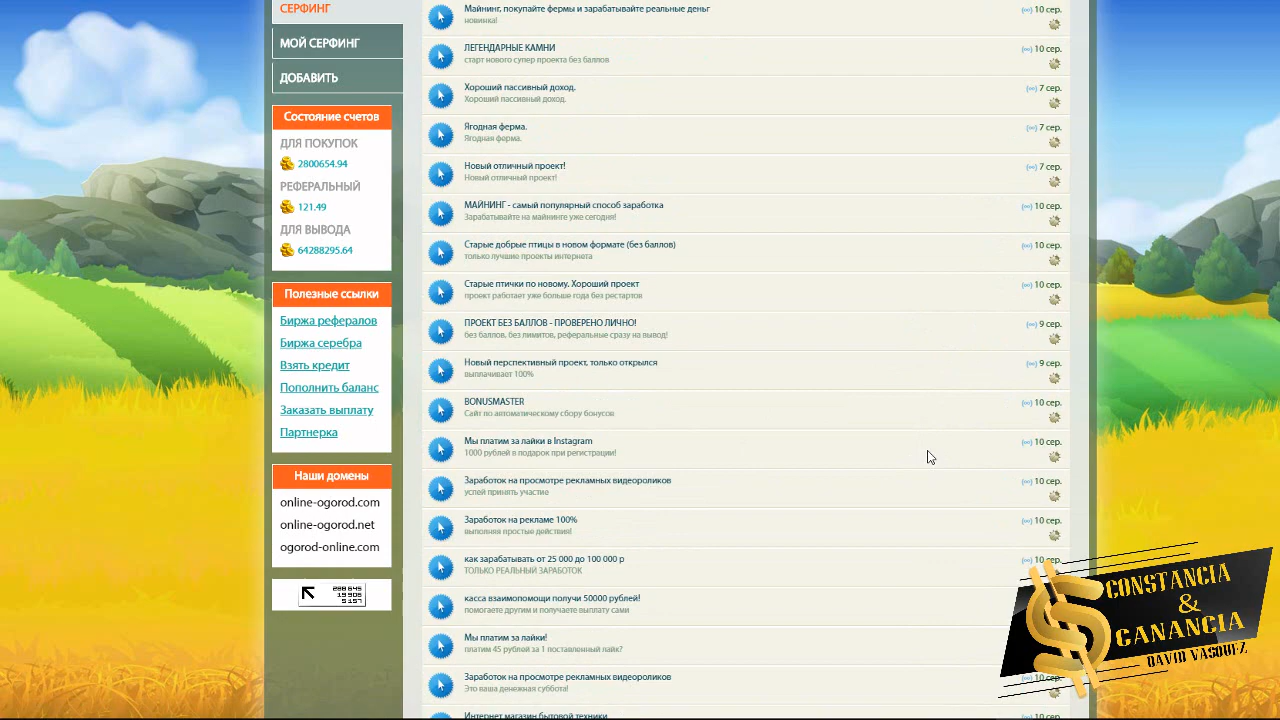 СЕРФИНГ
МОЙ СЕРФИНГ
ДОБАВИТЬ
Состояние счетов
ДЛЯ ПОКУПОК
2800654.94
РЕФЕРАЛЬНЫЙ
121.49
ДЛЯ ВЫВОДА
64288295.64
Полезные ссылки
Биржа рефералов
Биржа серебра
Взять кредит
Пополнить баланс
Заказать выплату
Партнерка
Наши домены
online-ogorod.com
online-ogorod.net
ogorod-online.com
Майнинг, покупайте фермы и зарабатывайте реальные деньг
новинка!
(∞) 10 сер.
ЛЕГЕНДАРНЫЕ КАМНИ
старт нового супер проекта без баллов
(∞) 10 сер.
Хороший пассивный доход.
Хороший пассивный доход.
(∞) 7 сер.
Ягодная ферма.
Ягодная ферма.
(∞) 7 сер.
Новый отличный проект!
Новый отличный проект!
(∞) 7 сер.
МАЙНИНГ - самый популярный способ заработка
Зарабатывайте на майнинге уже сегодня!
(∞) 10 сер.
Старые добрые птицы в новом формате (без баллов)
только лучшие проекты интернета
(∞) 10 сер.
Старые птички по новому. Хороший проект
проект работает уже больше года без рестартов
(∞) 10 сер.
ПРОЕКТ БЕЗ БАЛЛОВ - ПРОВЕРЕНО ЛИЧНО!
без баллов, без лимитов, реферальные сразу на вывод!
(∞) 9 сер.
Новый перспективный проект, только открылся
выплачивает 100%
(∞) 9 сер.
BONUSMASTER
Сайт по автоматическому сбору бонусов
(∞) 10 сер.
Мы платим за лайки в Instagram
1000 рублей в подарок при регистрации!
(∞) 10 сер.
Заработок на просмотре рекламных видеороликов
успей принять участие
(∞) 10 сер.
Заработок на рекламе 100%
выполняя простые действия!
(∞) 10 сер.
как зарабатывать от 25 000 до 100 000 р
ТОЛЬКО РЕАЛЬНЫЙ ЗАРАБОТОК
(∞) 10 сер.
касса взаимопомощи получи 50000 рублей!
помогаете другим и получаете выплату сами
Мы платим за лайки!
платим 45 рублей за 1 поставленный лайк?
Заработок на просмотре рекламных видеороликов
Это ваша денежная суббота!
10 сер.
Интернет магазин бытовой техники
(∞) 10 сер.
CONSTANCIA
&
GANANCIA
DAVID VASQUEZ